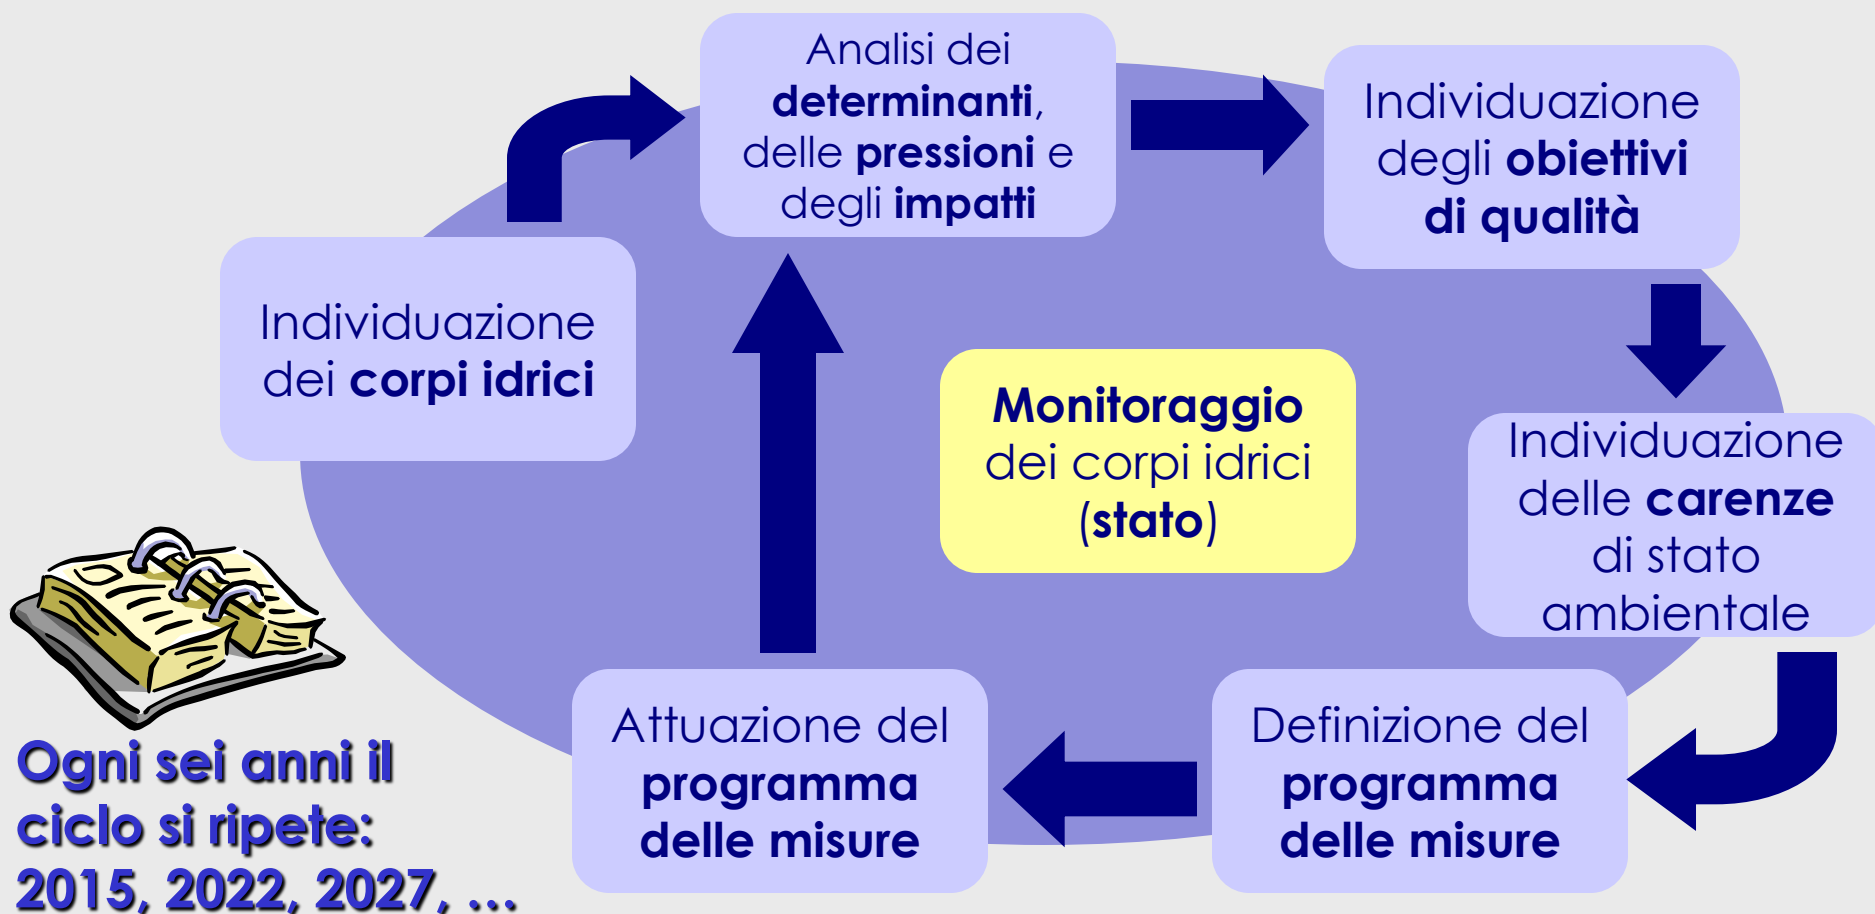 Analisi dei
determinanti,
delle pressioni e
degli impatti
Individuazione
degli obiettivi
di qualità
Individuazione
dei corpi idrici
Monitoraggio
dei corpi idrici
(stato)
Individuazione
delle carenze
di stato
ambientale
Attuazione del
programma
delle misure
Definizione del
programma
delle misure
Ogni sei anni il
ciclo si ripete:
2015, 2022, 2027, ...